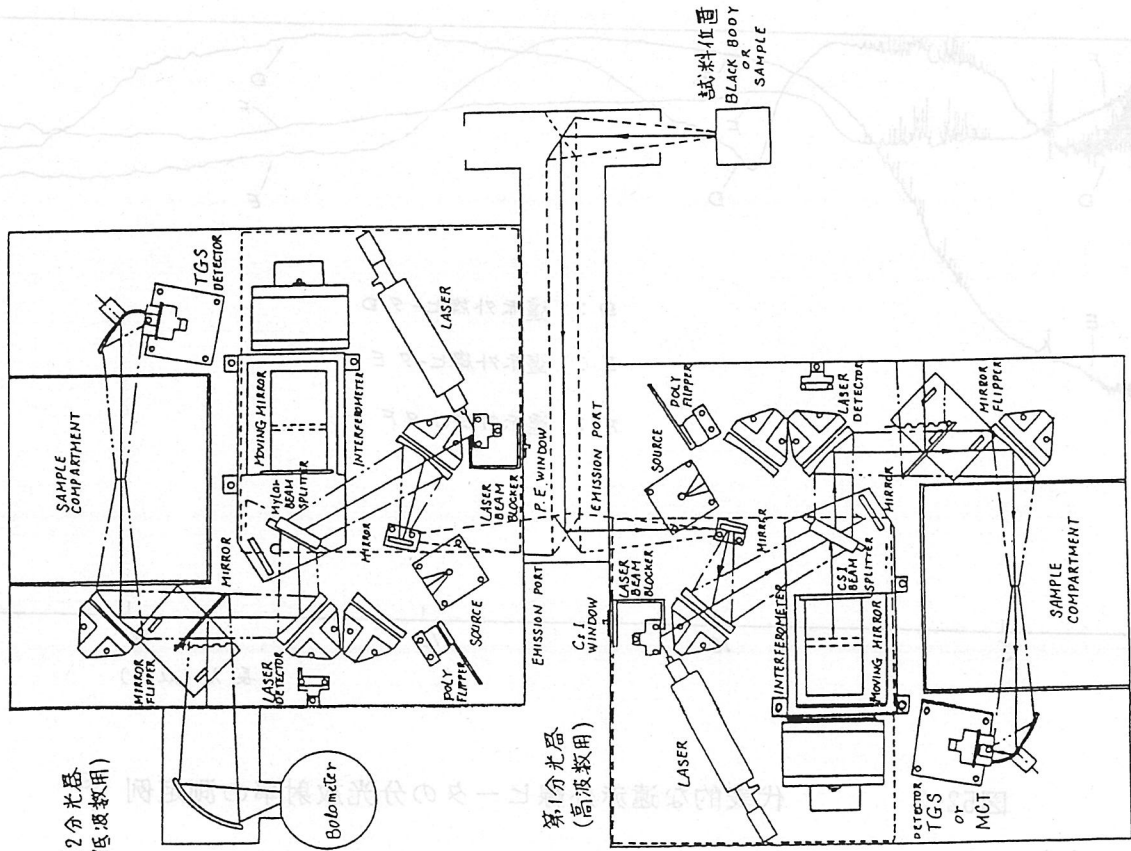 試料位置
BLACK BODY
OR
SAMPLE
TGS
DETECTOR
SAMPLE
COMPARTMENT
LASER
MOVING MIRROR
INTERFEROMETER
Mylar
BEAM
SPLITTER
MIRROR
LASER
BEAM
BLOCKER
MIRROR
P.E WINDOW
EMISSION PORT
MIRROR
FLIPPER
LASER
DETECTOR
POLY
FLIPPER
SOURCE
EMISSION PORT
2分光器
低波数用)
Bolometer
CsI
WINDOW
LASER
BEAM
BLOCKER
SOURCE
POLY
FLIPPER
LASER
DETECTOR
MIRROR
FLIPPER
MIRRER
MIRROR
CSI
BEAM
SPLITTER
INTERFEROMETER
MOVING MIRROR
LASER
SAMPLE
COMPARTMENT
DETECTOR
TGS
or
MCT
第1分光器
(高波数用)